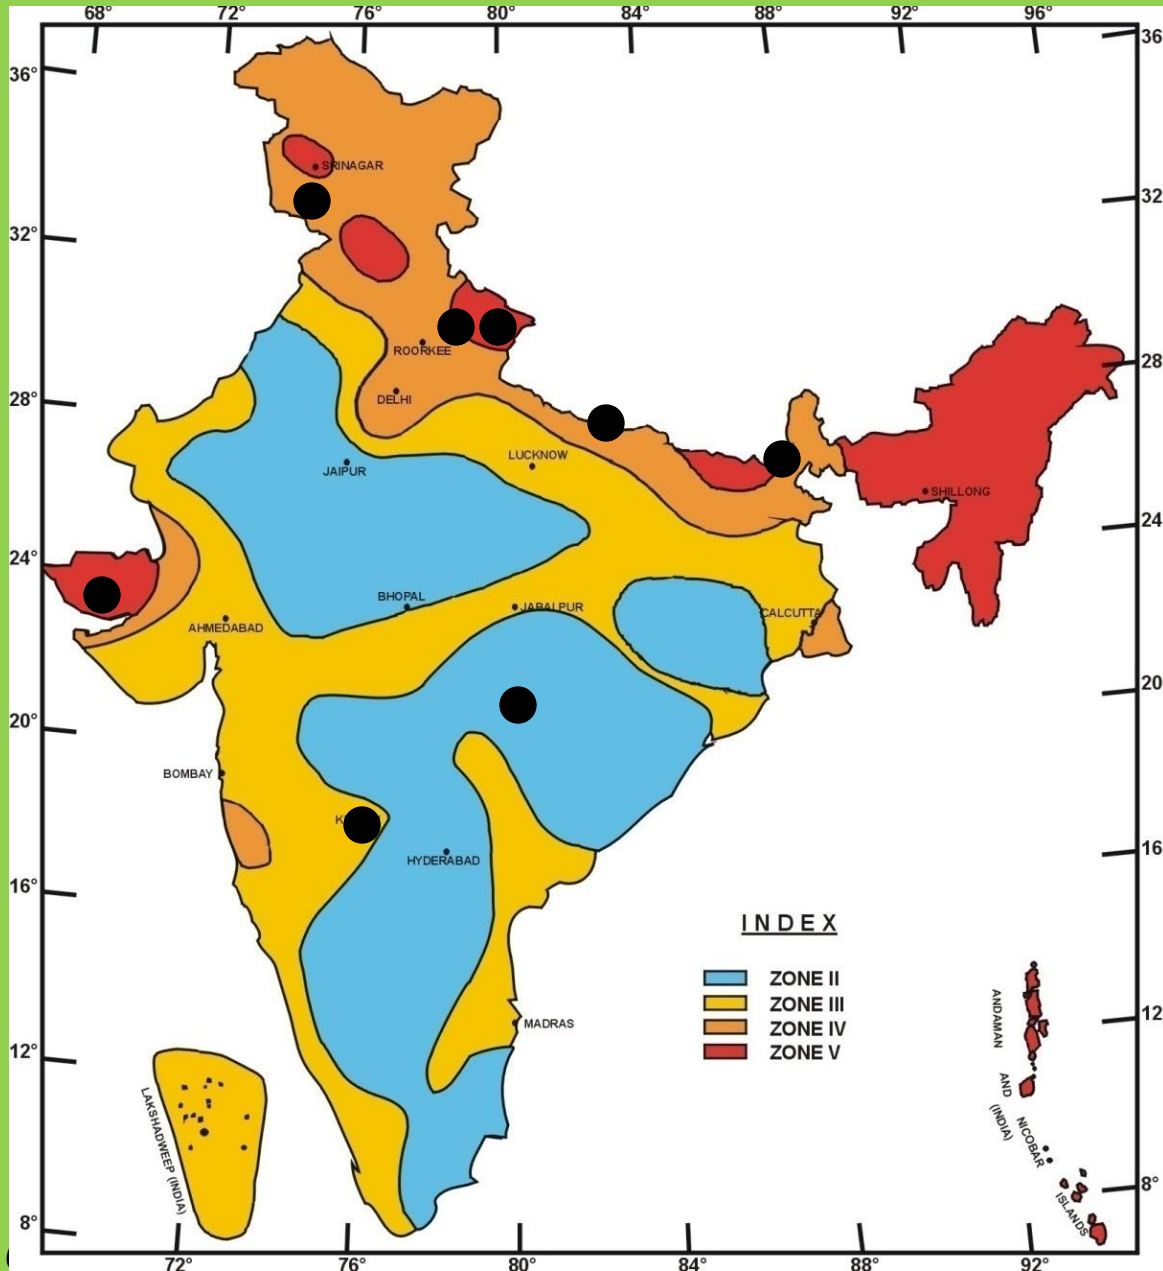 68° 72° 76° 80° 84° 88° 92° 96°
36° 36
SRINAGAR
32° 32
ROORKEE
DELHI
28° 28
LUCKNOW
JAIPUR
SHILLONG
24° 24
BHOPAL
JABALPUR
AHMEDABAD
CALCUTTA
20° 20
BOMBAY
HYDERABAD
16° 16
INDEX
ZONE II
ZONE III
ZONE IV
ZONE V
MADRAS
12° 12
ANDAMAN
AND
(INDIA)
NICOBAR
ISLANDS
LAKSHADWEEP (INDIA)
8° 8°
72° 76° 80° 84° 88° 92°